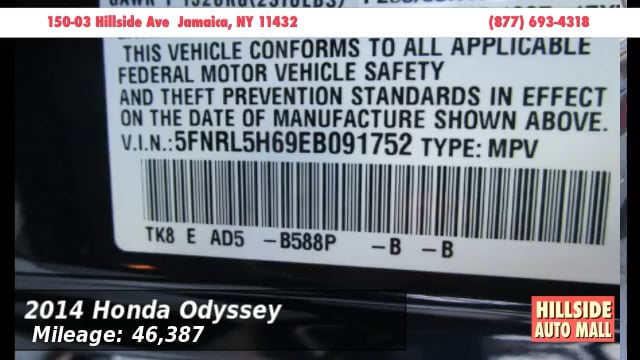 150-03 Hillside Ave Jamaica, NY 11432 (877) 693-4318
THIS VEHICLE CONFORMS TO ALL APPLICABLE
FEDERAL MOTOR VEHICLE SAFETY
AND THEFT PREVENTION STANDARDS IN EFFECT
ON THE DATE OF MANUFACTURE SHOWN ABOVE.
V.I.N.:5FNRL5H69EB091752 TYPE: MPV
TK8 E AD5 -B588P -B -B
2014 Honda Odyssey
Mileage: 46,387
HILLSIDE
AUTO MALL